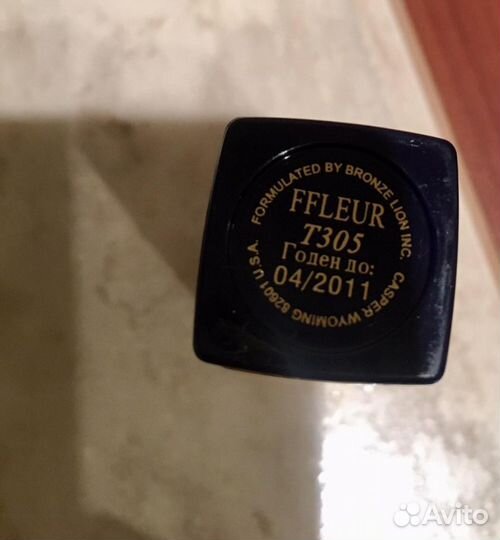 FORMULATED BY BRONZE LION INC. CASPER WYOMING 82601 U.S.A.
FFLEUR
T305
Годен до:
04/2011
Avito